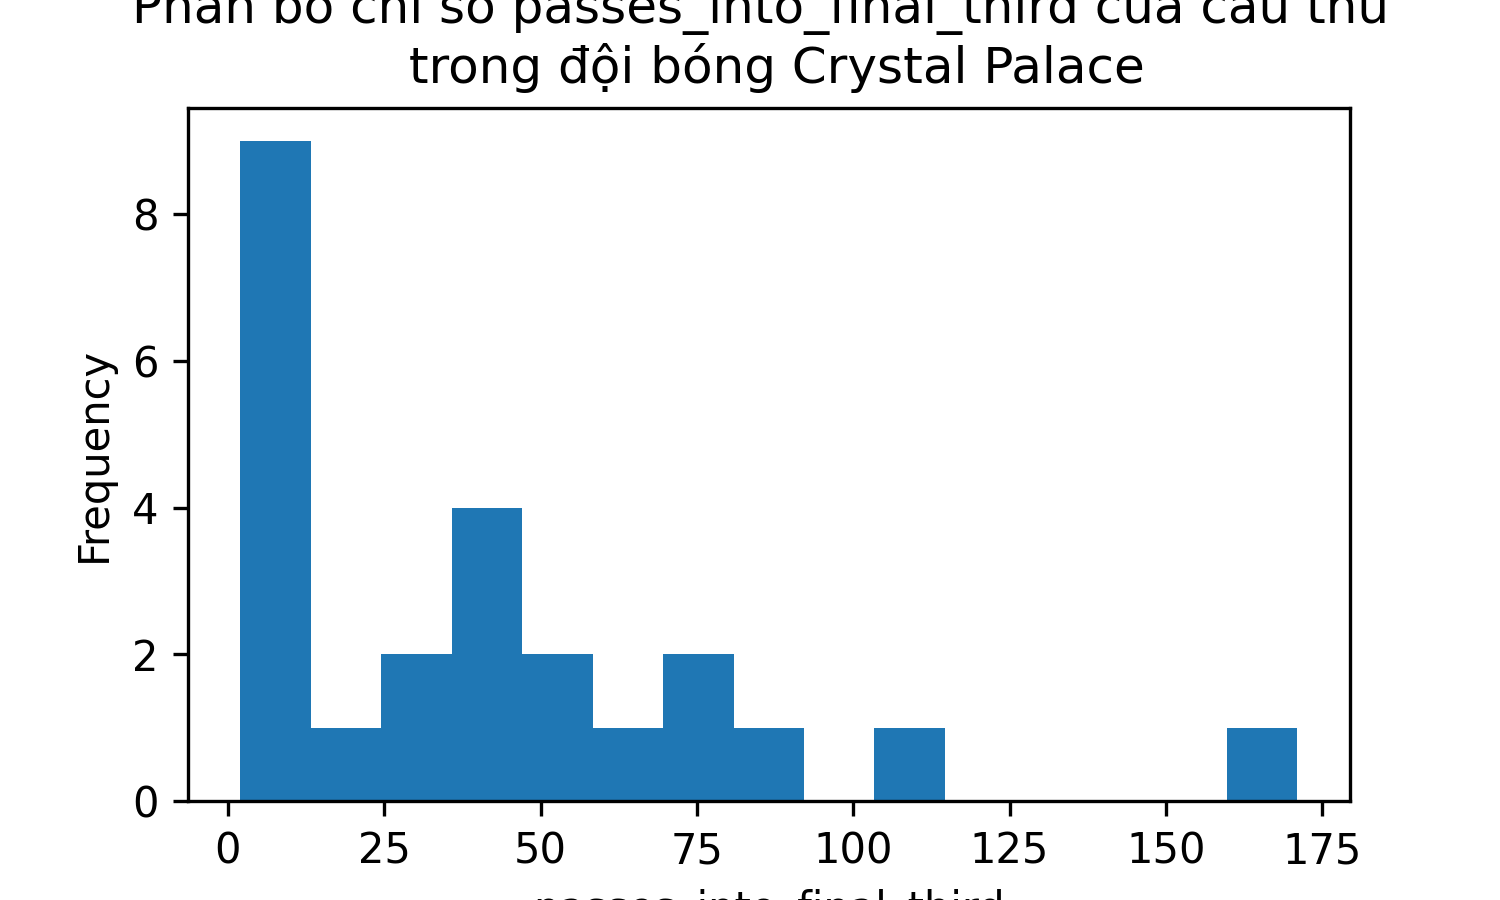 Phân bố chỉ số passes_into_final_third của cầu thủ
trong đội bóng Crystal Palace
8
6
4
2
0
Frequency
0 25 50 75 100 125 150 175
passes_into_final_third